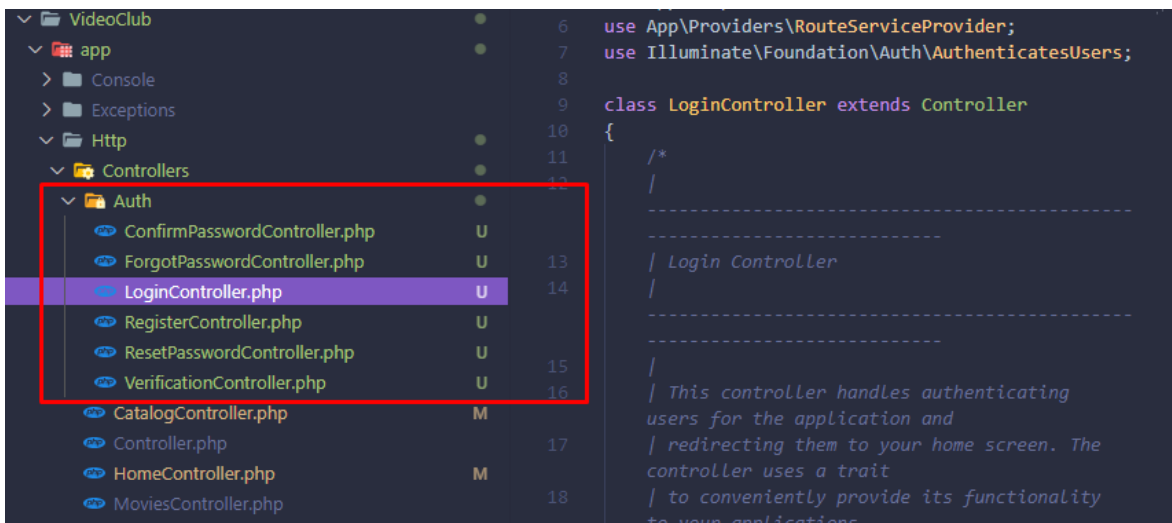 VideoClub
app
Console
Exceptions
Http
Controllers
Auth
ConfirmPasswordController.php U
ForgotPasswordController.php U
LoginController.php U
RegisterController.php U
ResetPasswordController.php U
VerificationController.php U
CatalogController.php M
Controller.php
HomeController.php M
MoviesController.php
6 use App\Providers\RouteServiceProvider;
7 use Illuminate\Foundation\Auth\AuthenticatesUsers;
8
9 class LoginController extends Controller
10 {
11 /*
12 |
----------------------------------------------
---------------------------
13 | Login Controller
14 |
----------------------------------------------
---------------------------
15 |
16 | This controller handles authenticating
users for the application and
17 | redirecting them to your home screen. The
controller uses a trait
18 | to conveniently provide its functionality
to your applications.